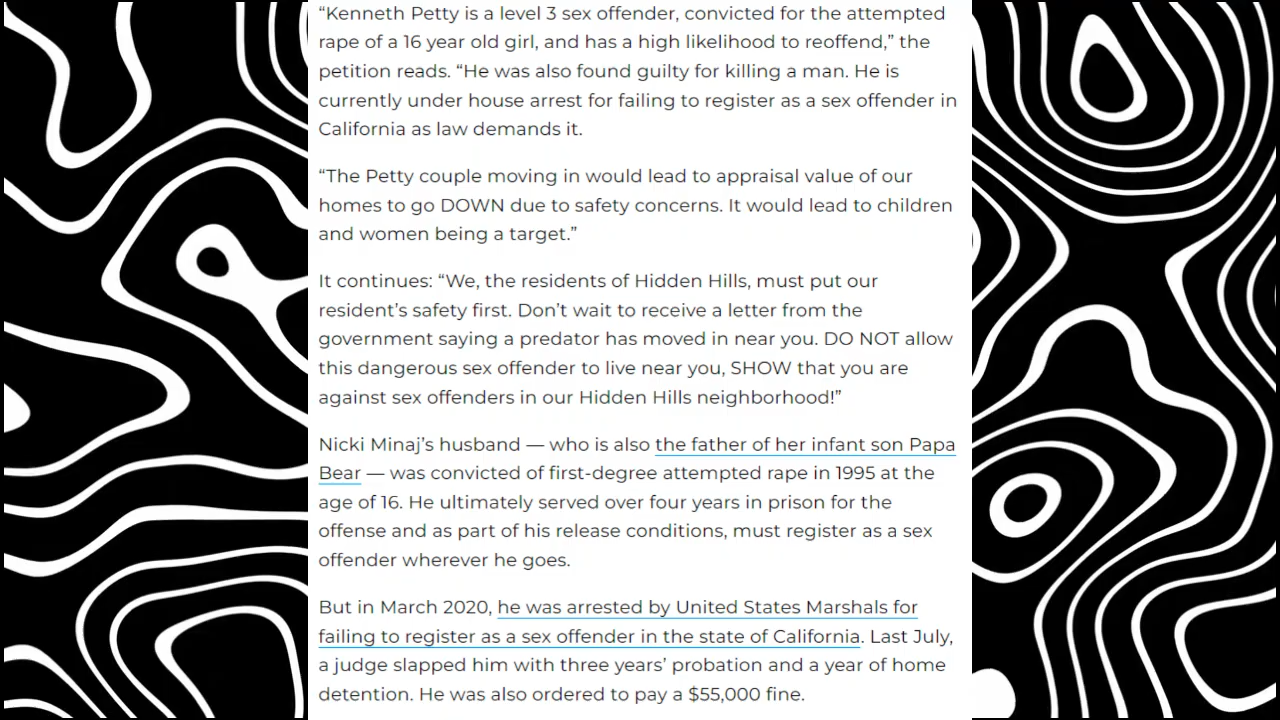 “Kenneth Petty is a level 3 sex offender, convicted for the attempted
rape of a 16 year old girl, and has a high likelihood to reoffend,” the
petition reads. “He was also found guilty for killing a man. He is
currently under house arrest for failing to register as a sex offender in
California as law demands it.
“The Petty couple moving in would lead to appraisal value of our
homes to go DOWN due to safety concerns. It would lead to children
and women being a target.”
It continues: “We, the residents of Hidden Hills, must put our
resident’s safety first. Don’t wait to receive a letter from the
government saying a predator has moved in near you. DO NOT allow
this dangerous sex offender to live near you, SHOW that you are
against sex offenders in our Hidden Hills neighborhood!”
Nicki Minaj’s husband — who is also the father of her infant son Papa
Bear — was convicted of first-degree attempted rape in 1995 at the
age of 16. He ultimately served over four years in prison for the
offense and as part of his release conditions, must register as a sex
offender wherever he goes.
But in March 2020, he was arrested by United States Marshals for
failing to register as a sex offender in the state of California. Last July,
a judge slapped him with three years’ probation and a year of home
detention. He was also ordered to pay a $55,000 fine.